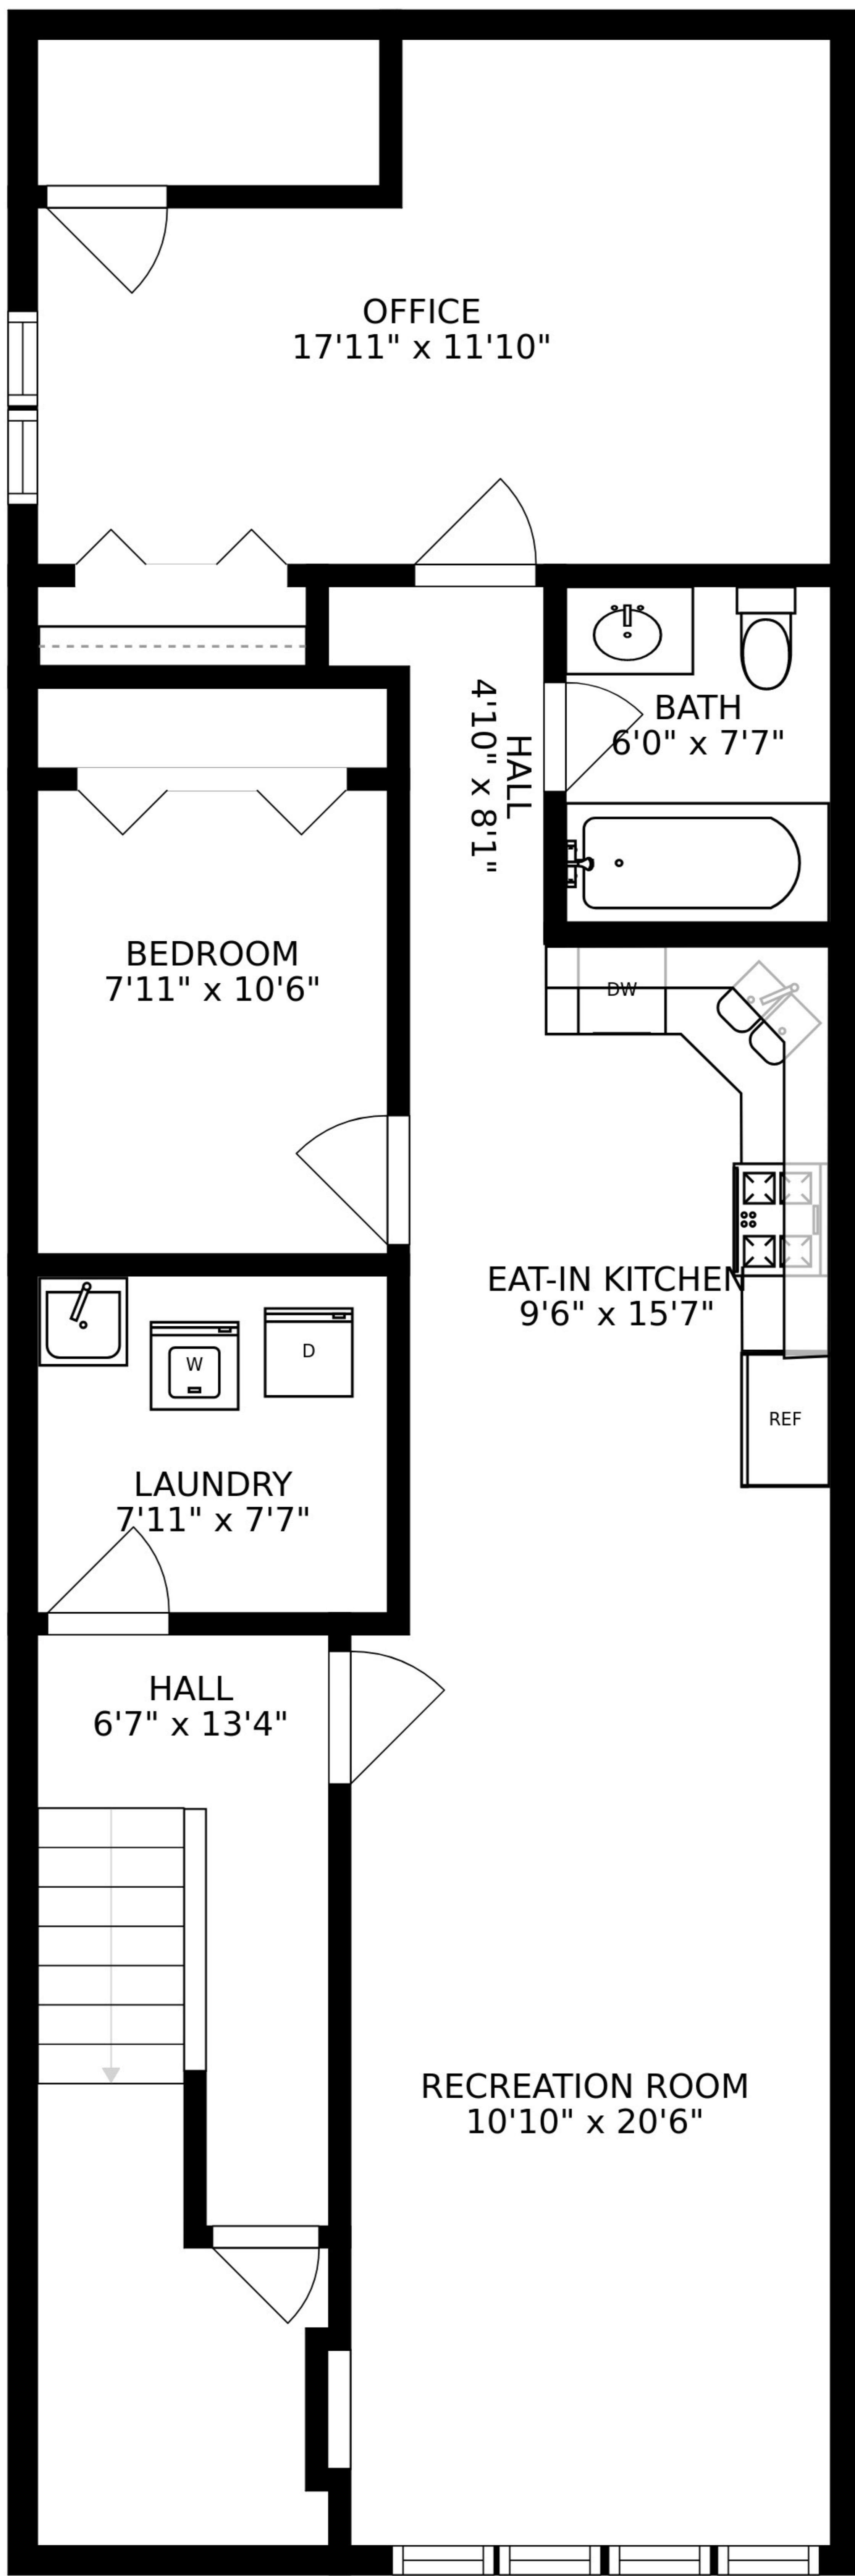 OFFICE
17'11" x 11'10"
HALL
4'10" x 8'1"
BATH
6'0" x 7'7"
BEDROOM
7'11" x 10'6"
DW
EAT-IN KITCHEN
9'6" x 15'7"
W
D
REF
LAUNDRY
7'11" x 7'7"
HALL
6'7" x 13'4"
RECREATION ROOM
10'10" x 20'6"